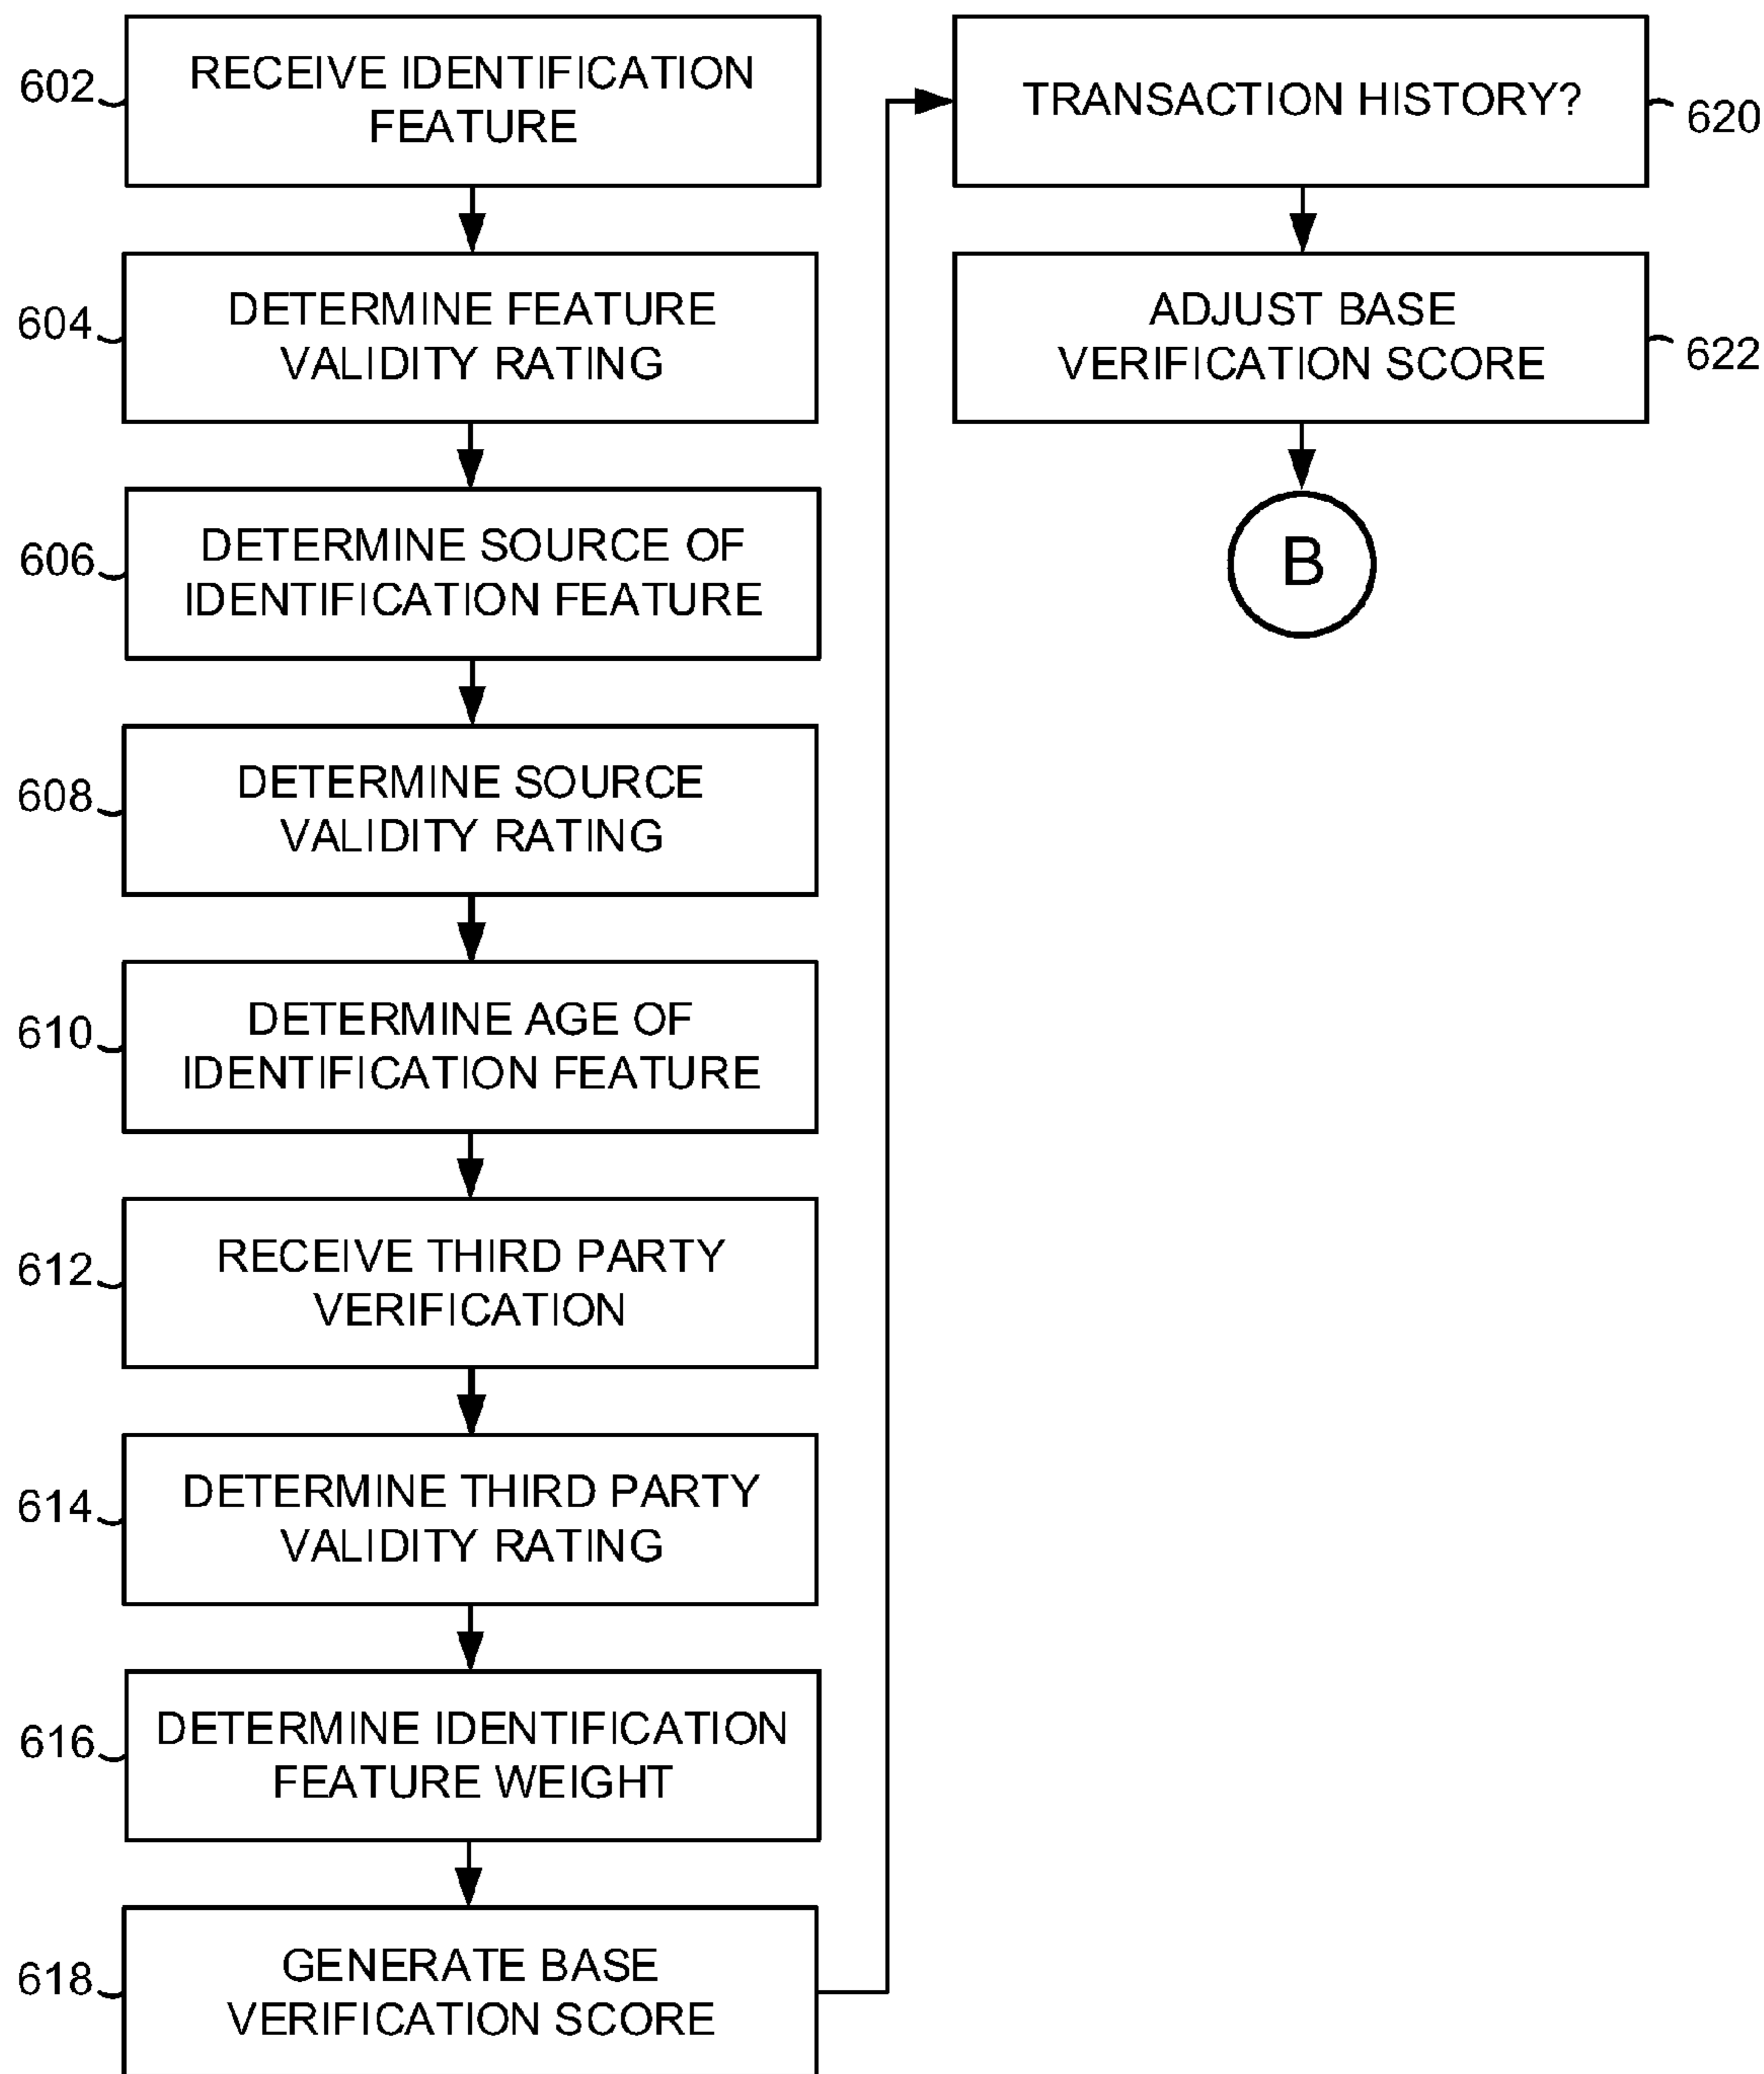 602
RECEIVE IDENTIFICATION
FEATURE
604
DETERMINE FEATURE
VALIDITY RATING
606
DETERMINE SOURCE OF
IDENTIFICATION FEATURE
608
DETERMINE SOURCE
VALIDITY RATING
610
DETERMINE AGE OF
IDENTIFICATION FEATURE
612
RECEIVE THIRD PARTY
VERIFICATION
614
DETERMINE THIRD PARTY
VALIDITY RATING
616
DETERMINE IDENTIFICATION
FEATURE WEIGHT
618
GENERATE BASE
VERIFICATION SCORE
TRANSACTION HISTORY?
620
ADJUST BASE
VERIFICATION SCORE
622
B